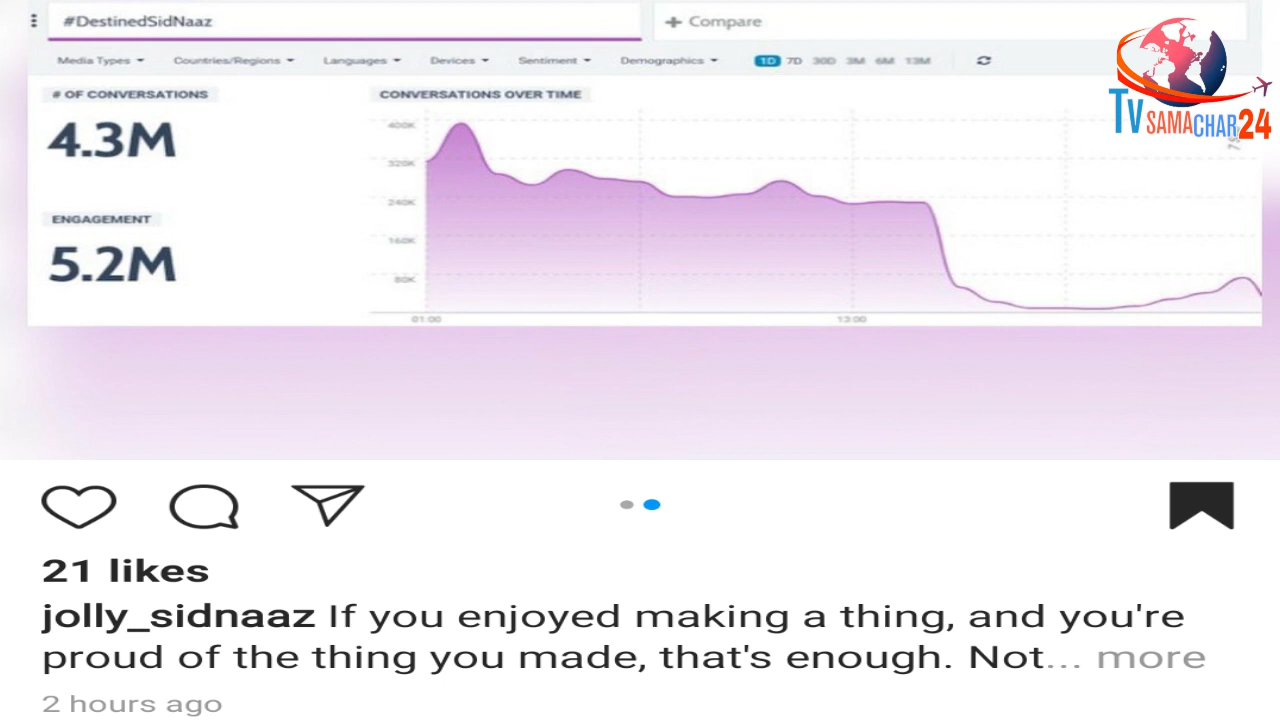 #DestinedSidNaaz
+ Compare
Media Types
Countries/Regions
Languages
Devices
Sentiment
Demographics
1D 7D 30D 3M 6M 13M
# OF CONVERSATIONS
4.3M
ENGAGEMENT
5.2M
CONVERSATIONS OVER TIME
400K
320K
240K
160K
80K
01:00
13:00
TV SAMACHAR24
21 likes
jolly_sidnaaz If you enjoyed making a thing, and you're
proud of the thing you made, that's enough. Not... more
2 hours ago